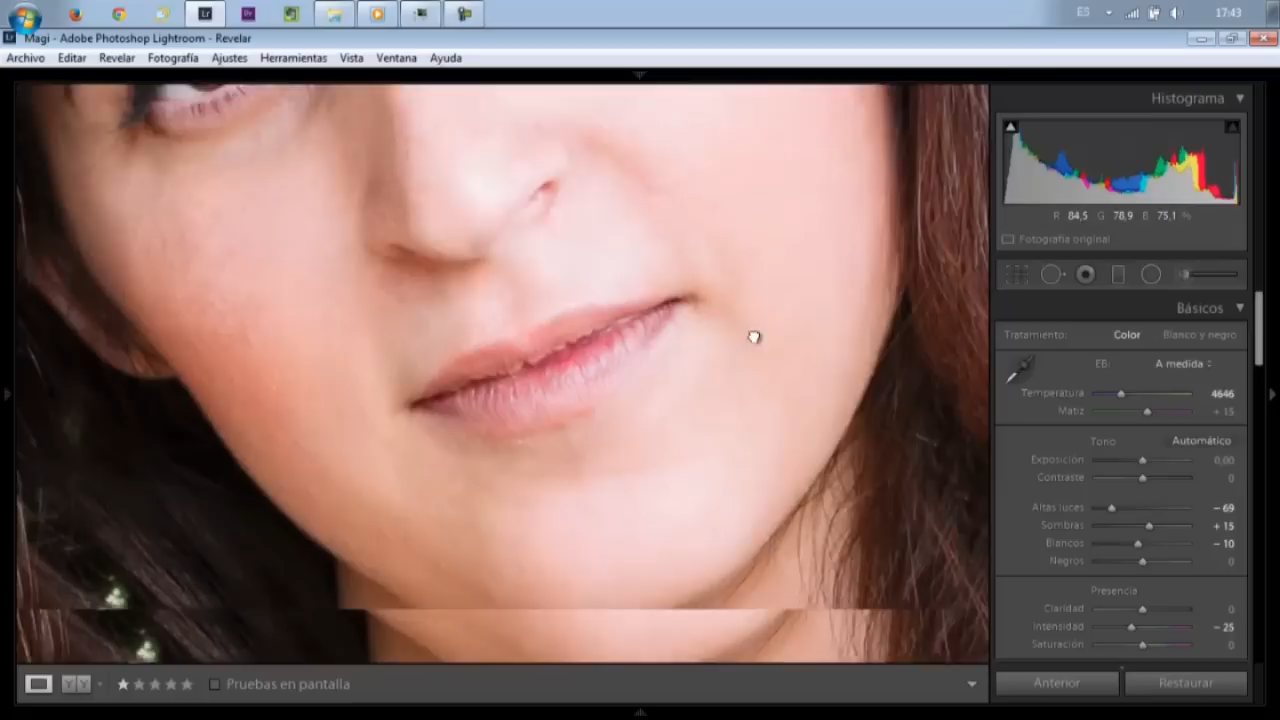 ES 17:43
Magi - Adobe Photoshop Lightroom - Revelar
Archivo Editar Revelar Fotografía Ajustes Herramientas Vista Ventana Ayuda
Histograma
R 84,5 G 78,9 B 75,1 %
Fotografía original
Básicos
Tratamiento: Color Blanco y negro
EB: A medida
Temperatura 4646
Matiz + 15
Tono Automático
Exposición 0,00
Contraste 0
Altas luces - 69
Sombras + 15
Blancos - 10
Negros 0
Presencia
Claridad 0
Intensidad - 25
Saturación 0
Pruebas en pantalla
Anterior Restaurar